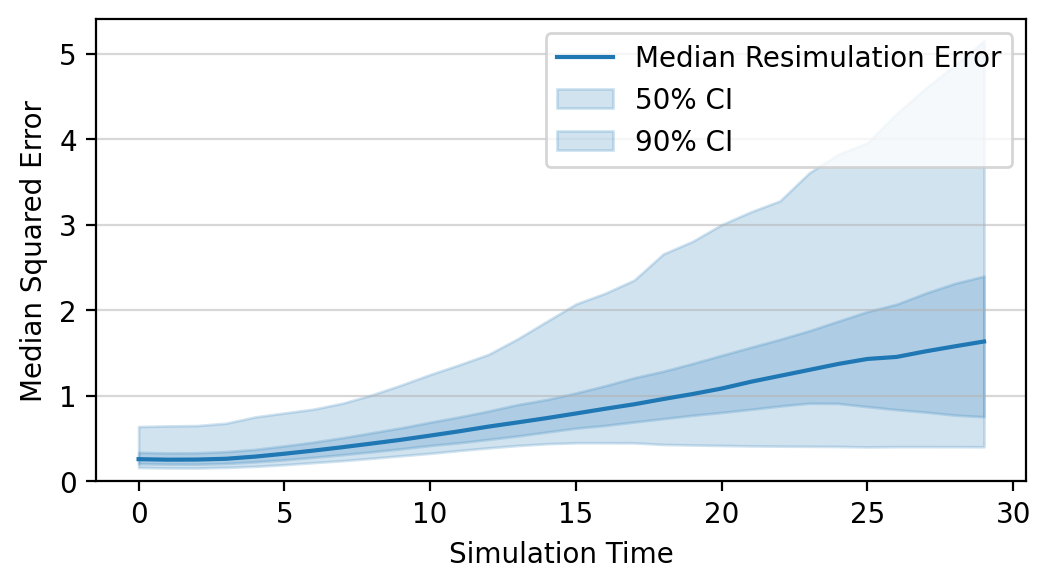 Median Resimulation Error
50% CI
90% CI
Median Squared Error
5
4
3
2
1
0
0 5 10 15 20 25 30
Simulation Time